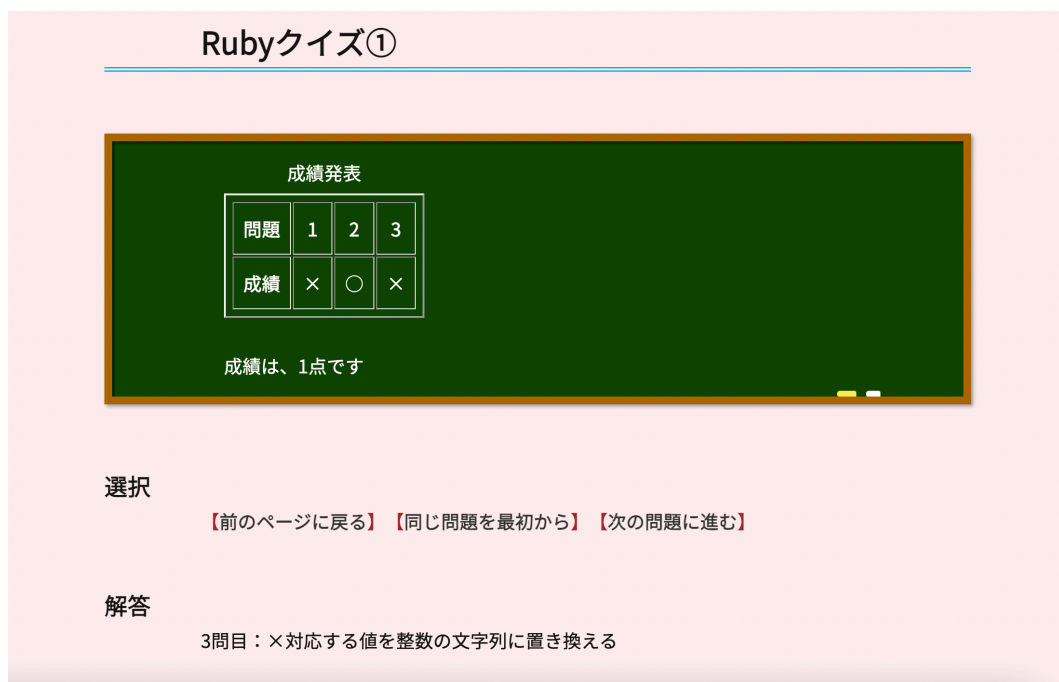 Rubyクイズ①
成績発表
問題 1 2 3
成績 × ○ ×
成績は、1点です
選択
【前のページに戻る】【同じ問題を最初から】【次の問題に進む】
解答
3問目：×対応する値を整数の文字列に置き換える